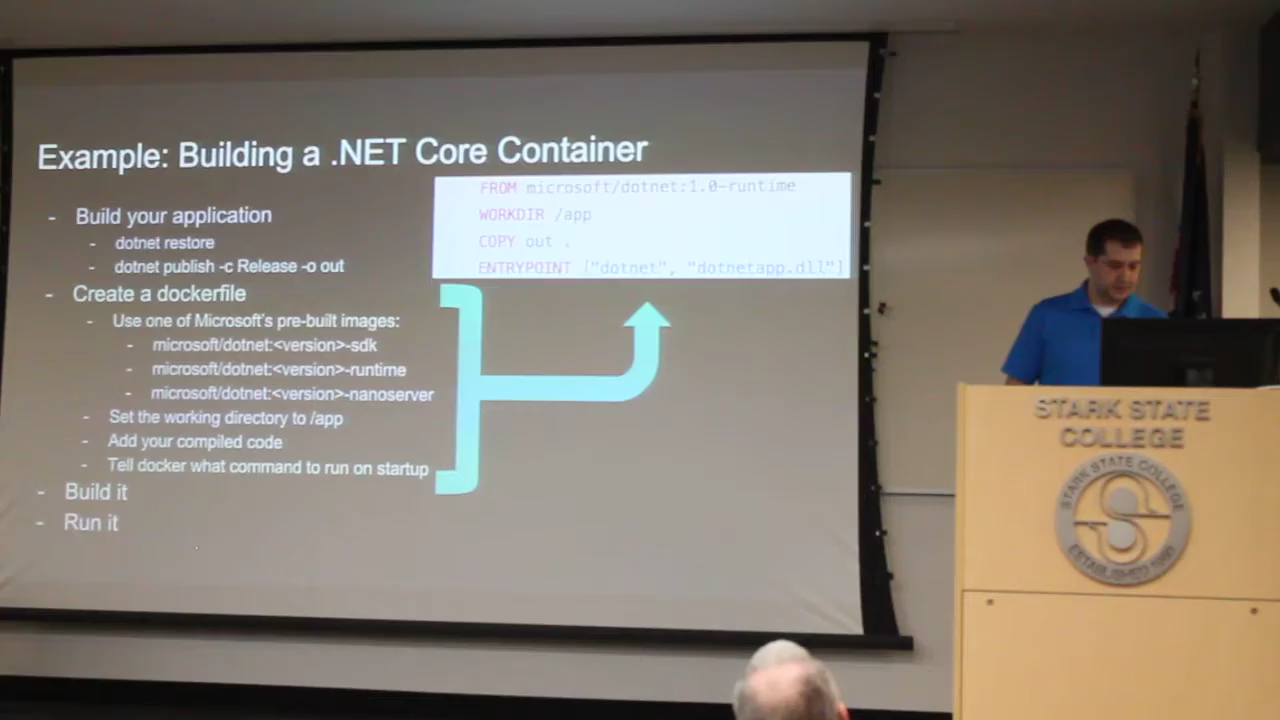 Example: Building a .NET Core Container
- Build your application
- dotnet restore
- dotnet publish -c Release -o out
- Create a dockerfile
- Use one of Microsoft's pre-built images:
- microsoft/dotnet:<version>-sdk
- microsoft/dotnet:<version>-runtime
- microsoft/dotnet:<version>-nanoserver
- Set the working directory to /app
- Add your compiled code
- Tell docker what command to run on startup
- Build it
- Run it
FROM microsoft/dotnet:1.0-runtime
WORKDIR /app
COPY out .
ENTRYPOINT ["dotnet", "dotnetapp.dll"]
STARK STATE
COLLEGE
STARK STATE COLLEGE
ESTABLISHED 1960